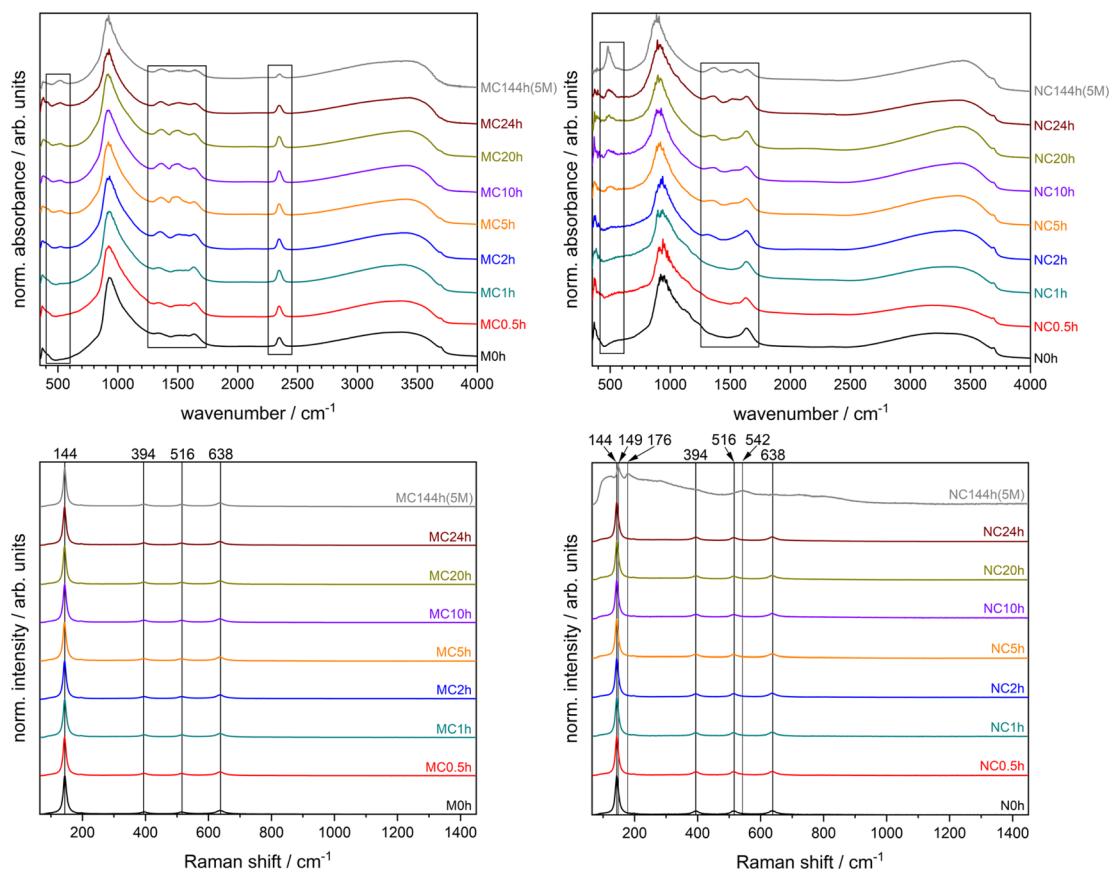 norm. absorbance / arb. units
MC144h(5M)
MC24h
MC20h
MC10h
MC5h
MC2h
MC1h
MC0.5h
M0h
500 1000 1500 2000 2500 3000 3500 4000
wavenumber / cm-1
norm. absorbance / arb. units
NC144h(5M)
NC24h
NC20h
NC10h
NC5h
NC2h
NC1h
NC0.5h
N0h
500 1000 1500 2000 2500 3000 3500 4000
wavenumber / cm-1
144 394 516 638
norm. intensity / arb. units
MC144h(5M)
MC24h
MC20h
MC10h
MC5h
MC2h
MC1h
MC0.5h
M0h
200 400 600 800 1000 1200 1400
Raman shift / cm-1
144 149 176 516 542
394 638
norm. intensity / arb. units
NC144h(5M)
NC24h
NC20h
NC10h
NC5h
NC2h
NC1h
NC0.5h
N0h
200 400 600 800 1000 1200 1400
Raman shift / cm-1